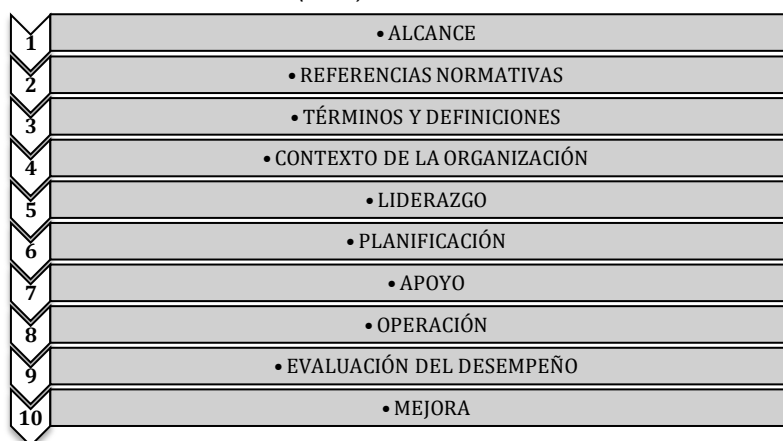 1 • ALCANCE
2 • REFERENCIAS NORMATIVAS
3 • TÉRMINOS Y DEFINICIONES
4 • CONTEXTO DE LA ORGANIZACIÓN
5 • LIDERAZGO
6 • PLANIFICACIÓN
7 • APOYO
8 • OPERACIÓN
9 • EVALUACIÓN DEL DESEMPEÑO
10 • MEJORA